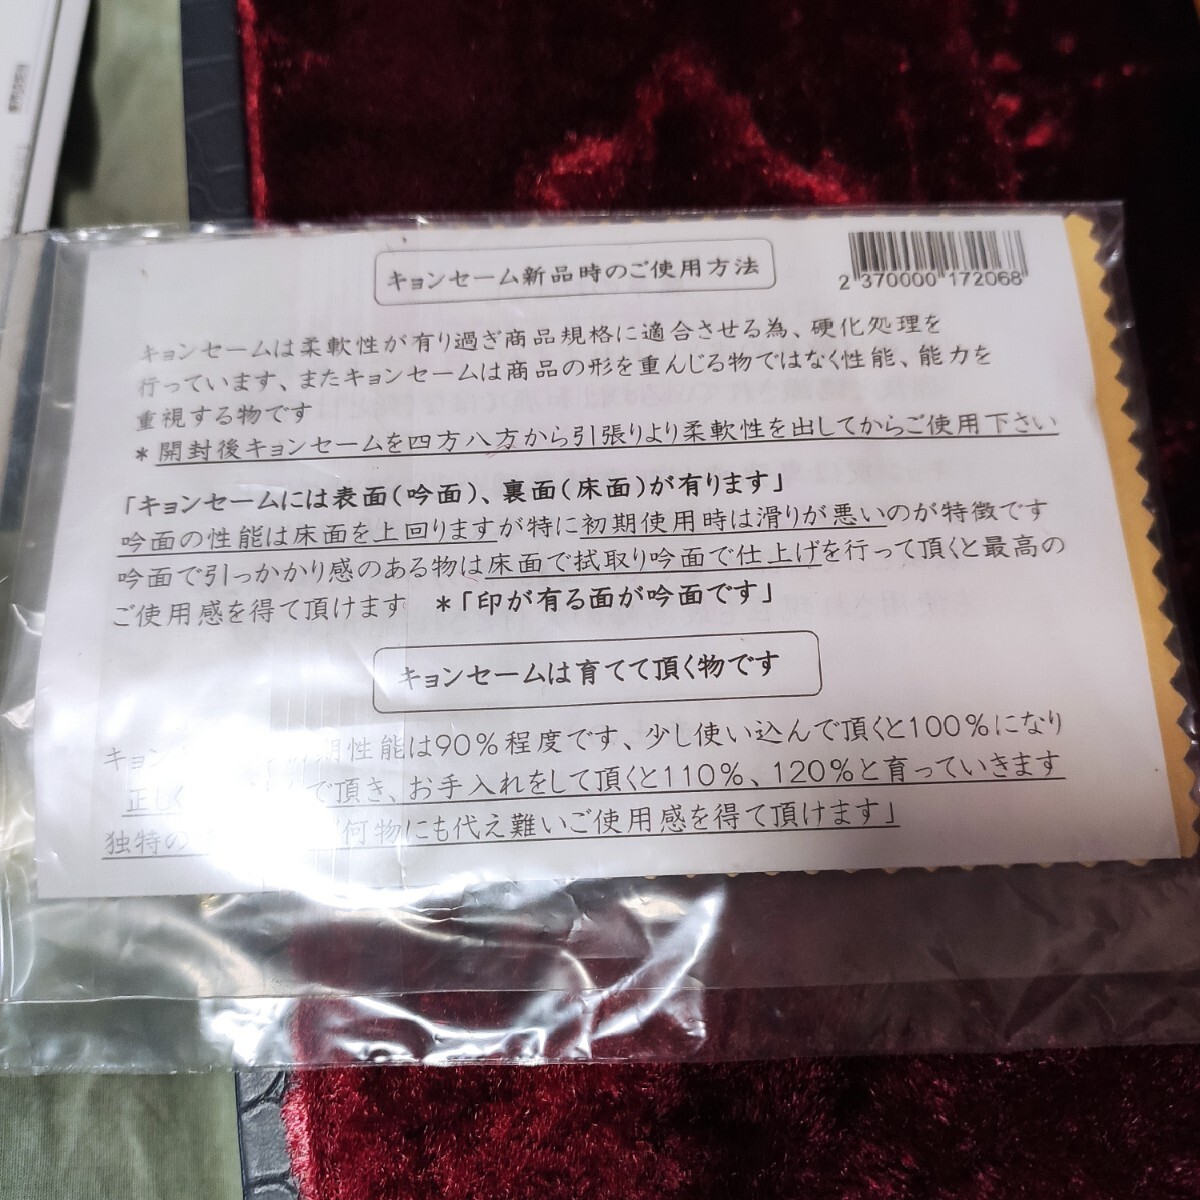 キョンセーム新品時のご使用方法
2 370000 172068
キョンセームは柔軟性が有り過ぎ商品規格に適合させる為、硬化処理を
行っています、またキョンセームは商品の形を重んじる物ではなく性能、能力を
重視する物です
*開封後キョンセームを四方八方から引張りより柔軟性を出してからご使用下さい
「キョンセームには表面(吟面)、裏面(床面)が有ります」
吟面の性能は床面を上回りますが特に初期使用時は滑りが悪いのが特徴です
吟面で引っかかり感のある物は床面で拭取り吟面で仕上げを行って頂くと最高の
ご使用感を得て頂けます *「印が有る面が吟面です」
キョンセームは育てて頂く物です
キョン 期性能は90%程度です、少し使い込んで頂くと100%になり
正しく で頂き、お手入れをして頂くと110%、120%と育っていきます
独特の 何物にも代え難いご使用感を得て頂けます」